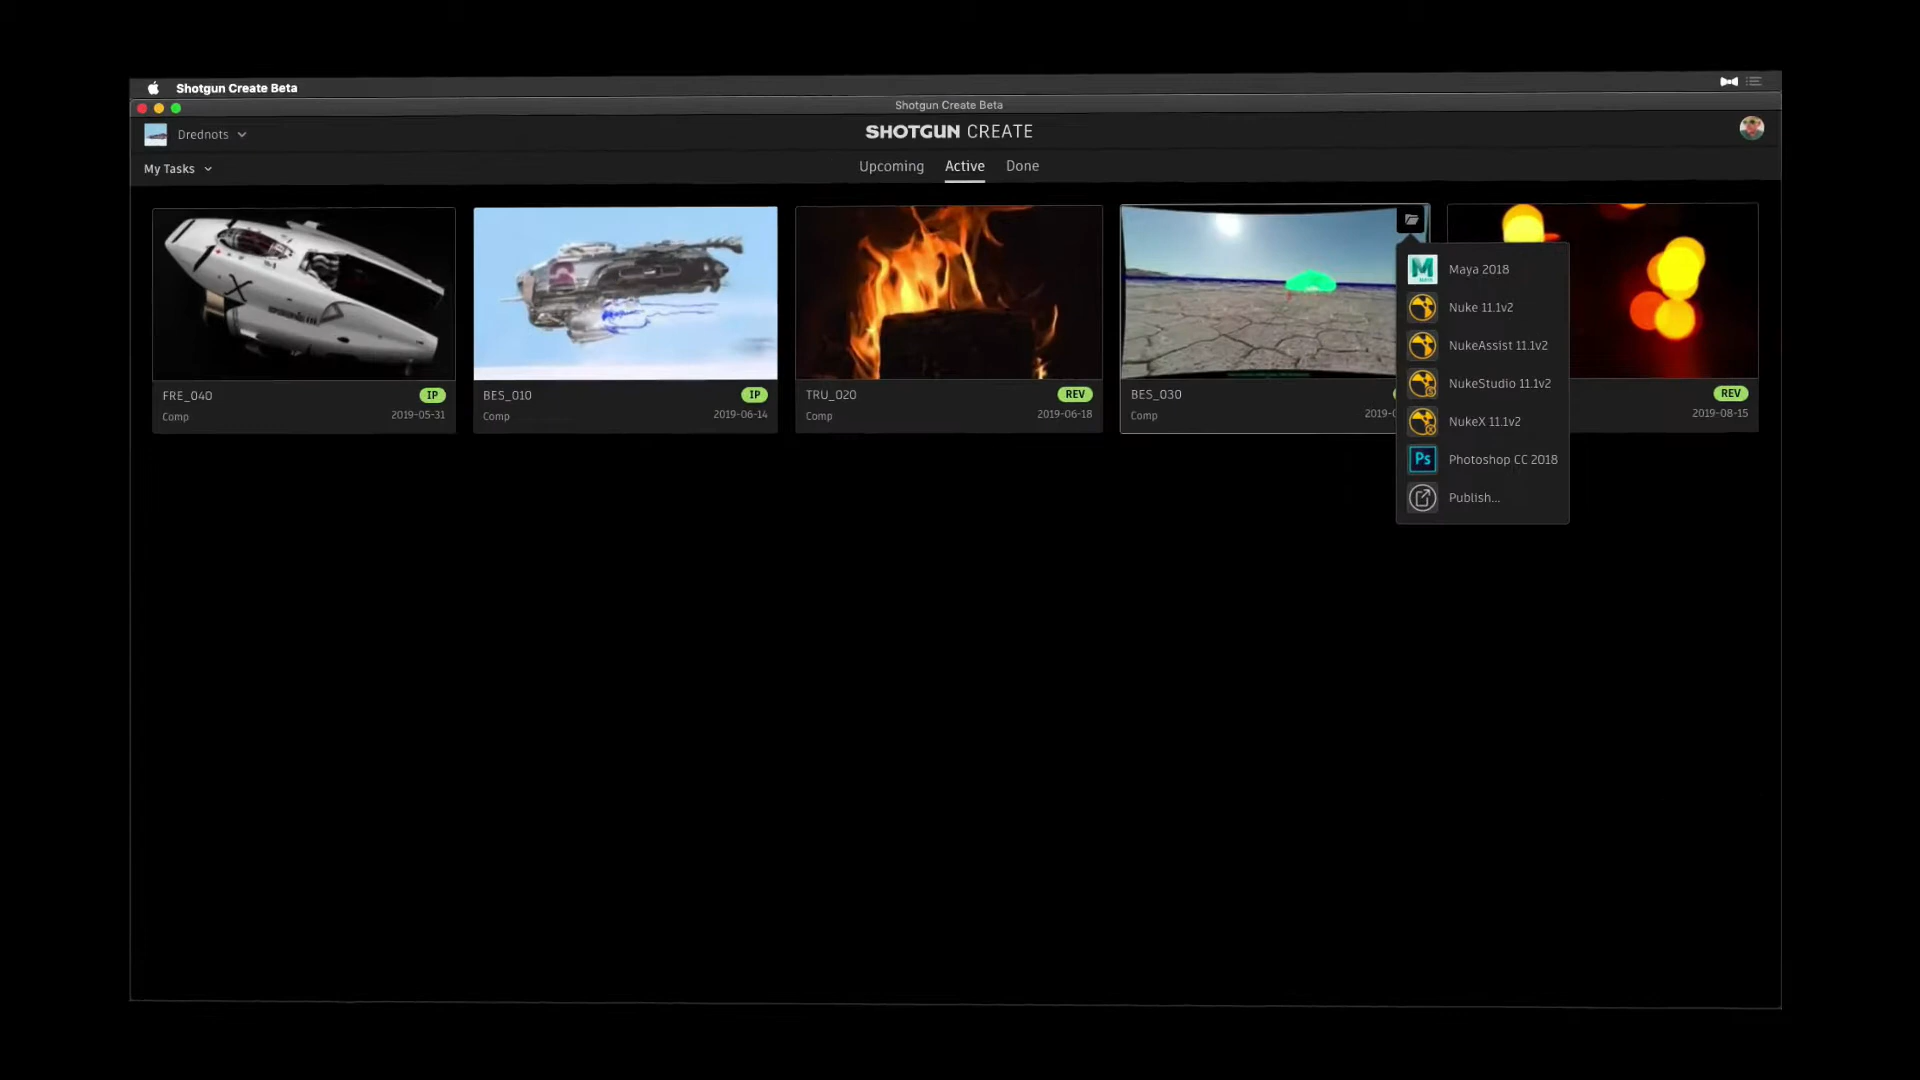 Shotgun Create Beta
Shotgun Create Beta
Drednots
SHOTGUN CREATE
My Tasks
Upcoming
Active
Done
FRE_040
IP
Comp
2019-05-31
BES_010
IP
Comp
2019-06-14
TRU_020
REV
Comp
2019-06-18
BES_030
Comp
2019-0
REV
2019-08-15
Maya 2018
Nuke 11.1v2
NukeAssist 11.1v2
NukeStudio 11.1v2
NukeX 11.1v2
Ps
Photoshop CC 2018
Publish...